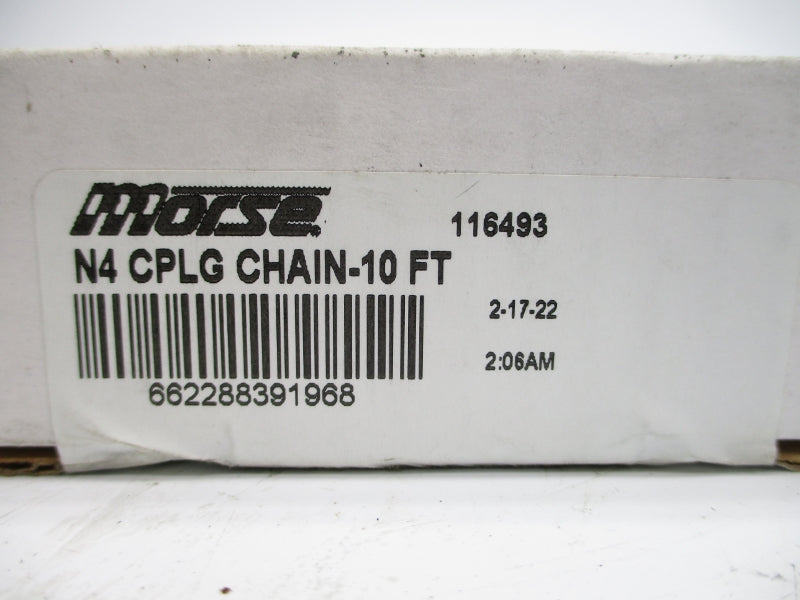 morse
116493
N4 CPLG CHAIN-10 FT
2-17-22
2:06AM
662288391968